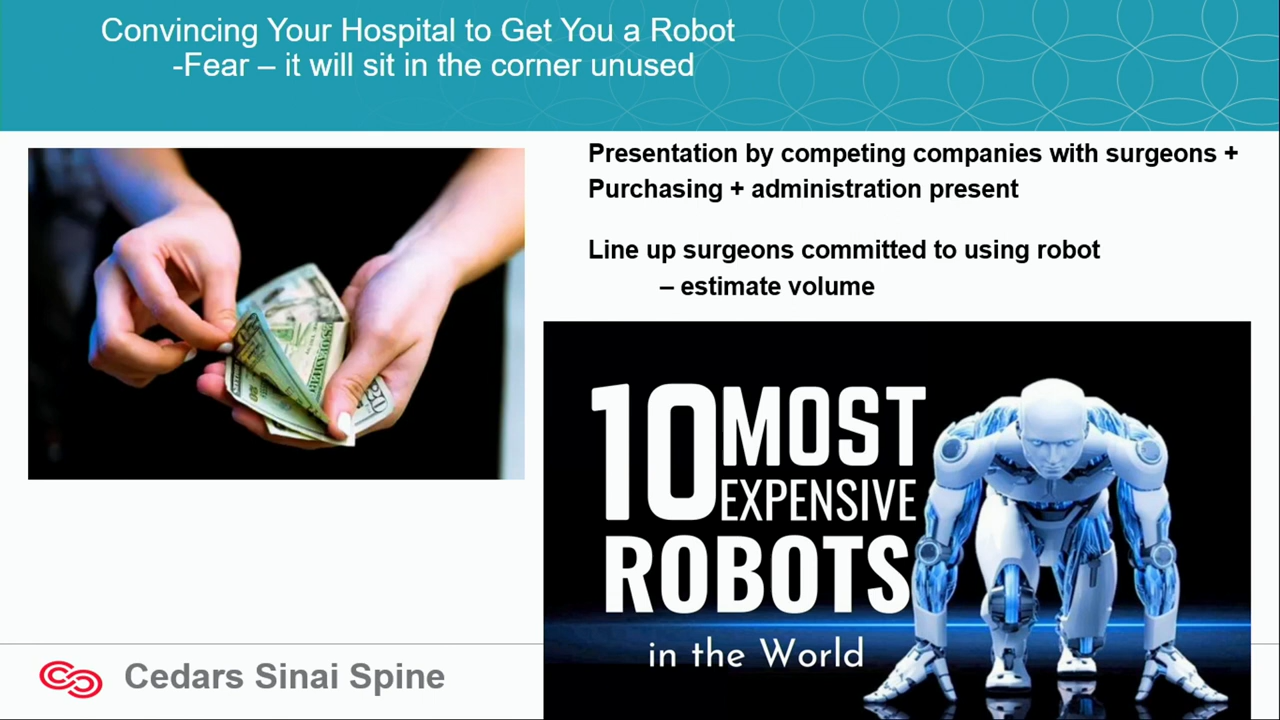 Convincing Your Hospital to Get You a Robot
-Fear – it will sit in the corner unused
Presentation by competing companies with surgeons +
Purchasing + administration present
Line up surgeons committed to using robot
– estimate volume
10 MOST
EXPENSIVE
ROBOTS
in the World
Cedars Sinai Spine